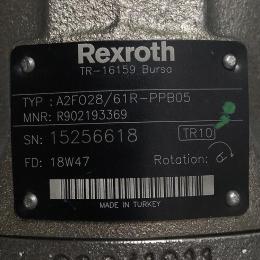 Rexroth
TR-16159 Bursa
TYP : A2FO28/61R-PPB05
MNR: R902193369
SN: 15256618 TR10
FD: 18W47 Rotation:
MADE IN TURKEY